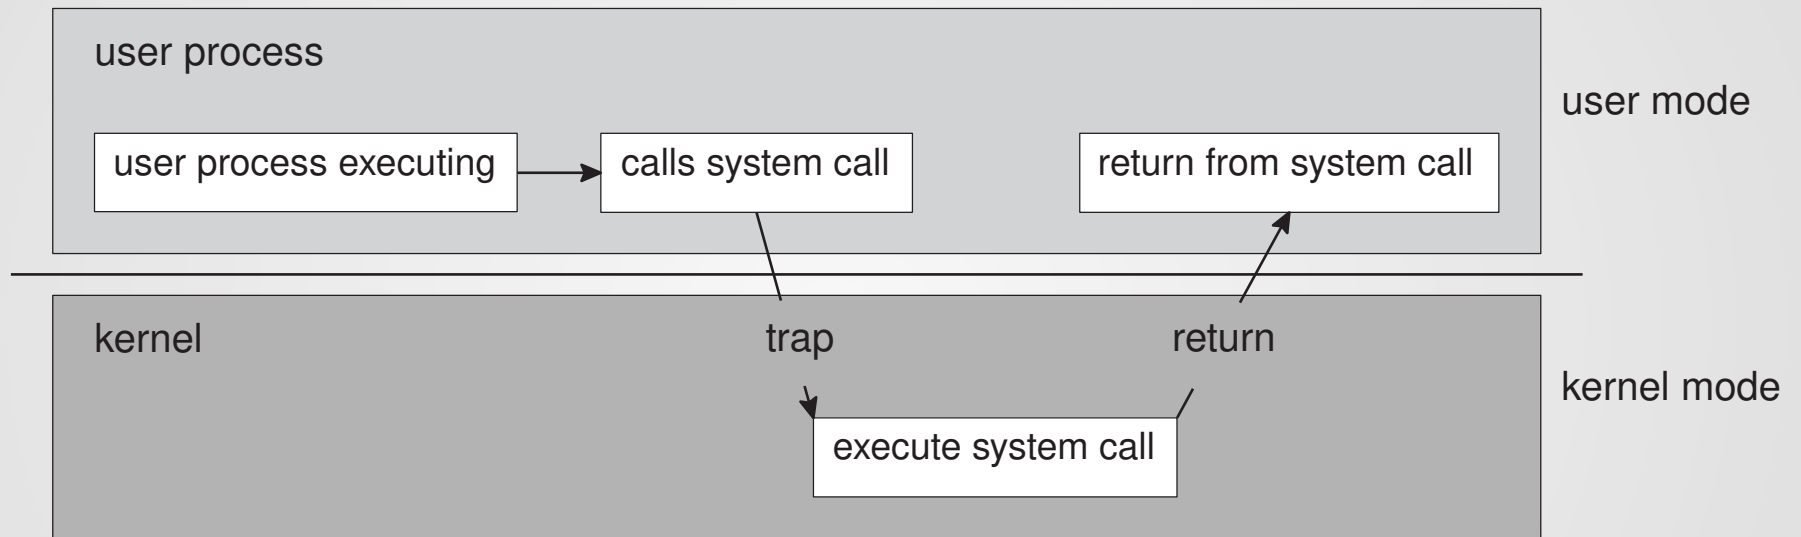 user process
user mode
user process executing
calls system call
return from system call
kernel
trap
return
kernel mode
execute system call